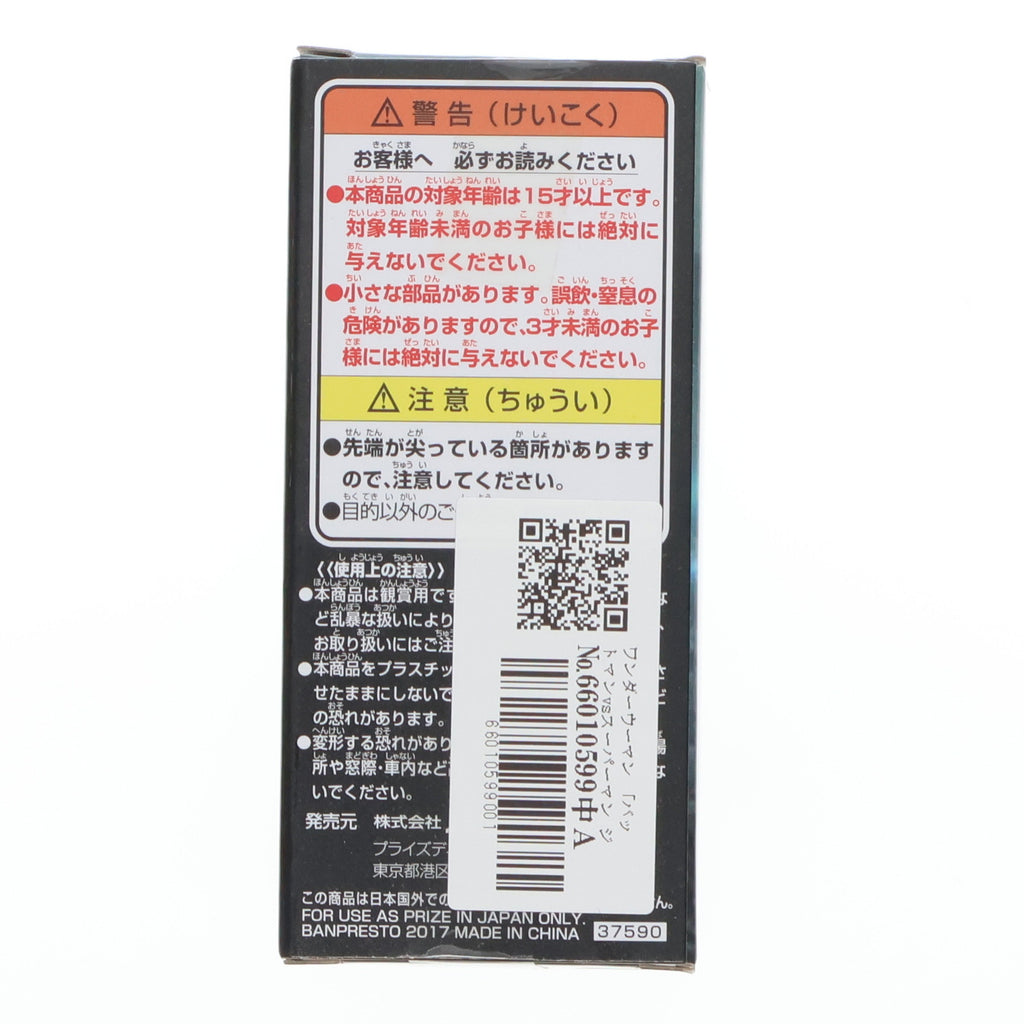 ⚠警告（けいこく）
お客様へ 必ずお読みください
●本商品の対象年齢は15才以上です。
対象年齢未満のお子様には絶対に
与えないでください。
●小さな部品があります。誤飲・窒息の
危険がありますので、3才未満のお子
様には絶対に与えないでください。
⚠注意（ちゅうい）
●先端が尖っている箇所があります
ので、注意してください。
●目的以外のご
《使用上の注意》
●本商品は観賞用です
ど乱暴な扱いにより
お取り扱いにはご注
●本商品をプラスチッ
せたままにしないで
の恐れがあります。
●変形する恐れがあり
所や窓際・車内など
いでください。
発売元 株式会社
プライズデ
東京都港区
この商品は日本国外での
ん。
FOR USE AS PRIZE IN JAPAN ONLY.
BANPRESTO 2017 MADE IN CHINA 37590
ワンダーウーマン 「バッ
トマンvsスーパーマン ジ
No.66010599中 A
66010599001